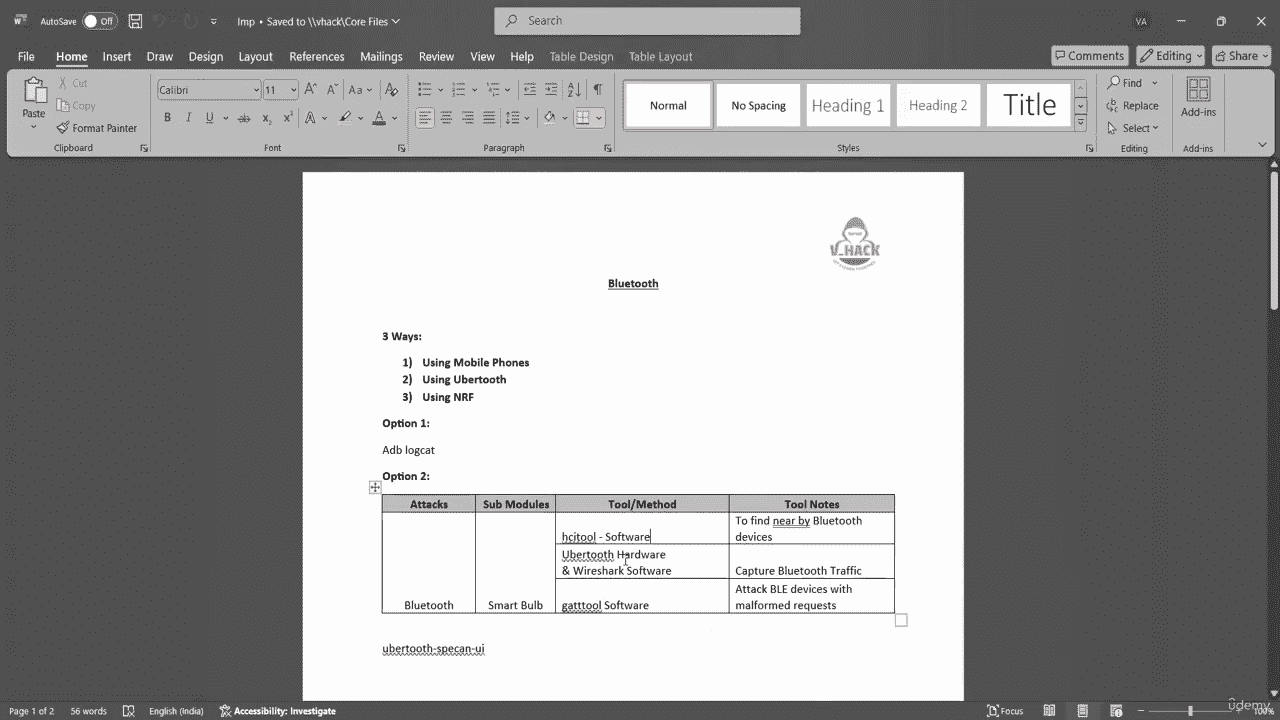 AutoSave Off Imp • Saved to \\vhack\Core Files Search VA
File Home Insert Draw Design Layout References Mailings Review View Help Table Design Table Layout Comments Editing Share
Paste Cut Copy Format Painter
Calibri 11
Normal No Spacing Heading 1 Heading 2 Title
Find Replace Select Add-ins
Clipboard Font Paragraph Styles Editing Add-ins
V_HACK
Bluetooth
3 Ways:
1) Using Mobile Phones
2) Using Ubertooth
3) Using NRF
Option 1:
Adb logcat
Option 2:
Attacks Sub Modules Tool/Method Tool Notes
hcitool - Software
To find near by Bluetooth
devices
Ubertooth Hardware
& Wireshark Software
Capture Bluetooth Traffic
Bluetooth Smart Bulb gatttool Software
Attack BLE devices with
malformed requests
ubertooth-specan-ui
Page 1 of 2 56 words English (India) Accessibility: Investigate Focus 100%
Udemy